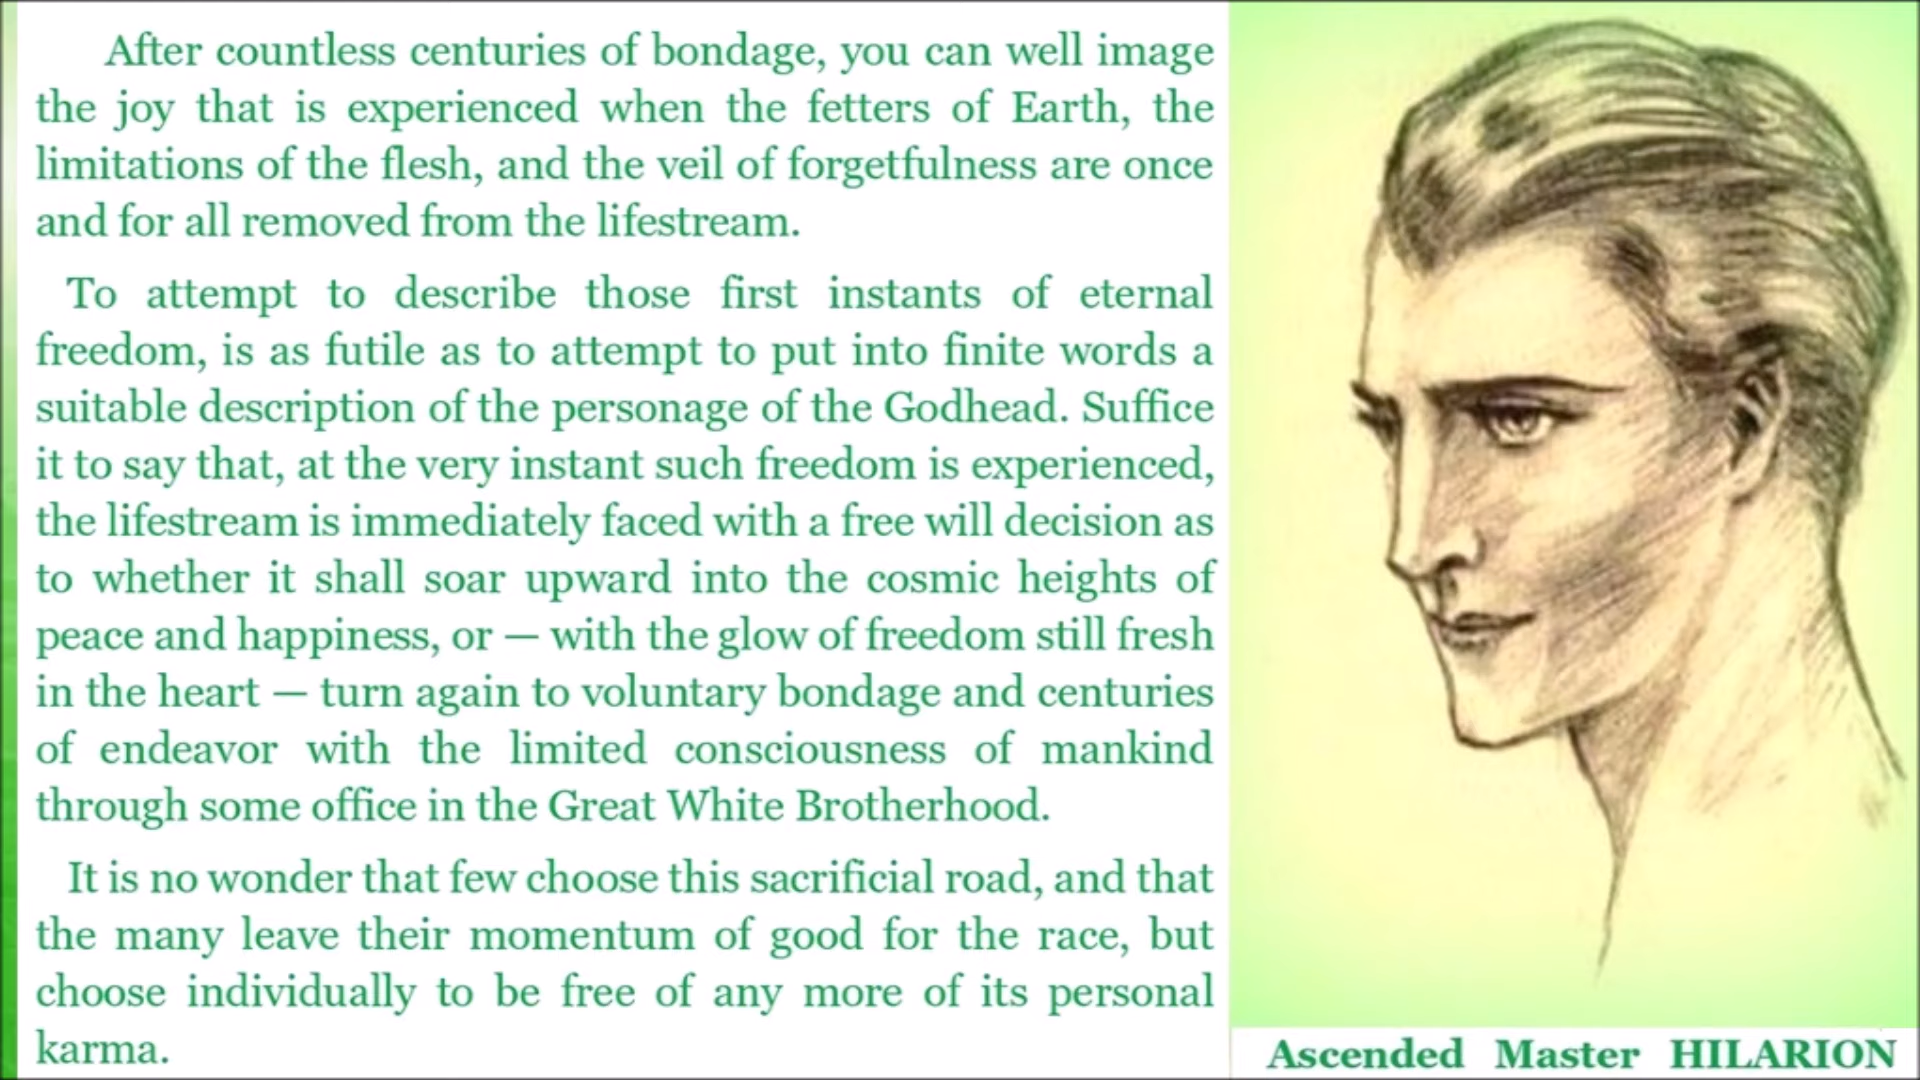 After countless centuries of bondage, you can well image
the joy that is experienced when the fetters of Earth, the
limitations of the flesh, and the veil of forgetfulness are once
and for all removed from the lifestream.
To attempt to describe those first instants of eternal
freedom, is as futile as to attempt to put into finite words a
suitable description of the personage of the Godhead. Suffice
it to say that, at the very instant such freedom is experienced,
the lifestream is immediately faced with a free will decision as
to whether it shall soar upward into the cosmic heights of
peace and happiness, or — with the glow of freedom still fresh
in the heart — turn again to voluntary bondage and centuries
of endeavor with the limited consciousness of mankind
through some office in the Great White Brotherhood.
It is no wonder that few choose this sacrificial road, and that
the many leave their momentum of good for the race, but
choose individually to be free of any more of its personal
karma.
Ascended Master HILARION